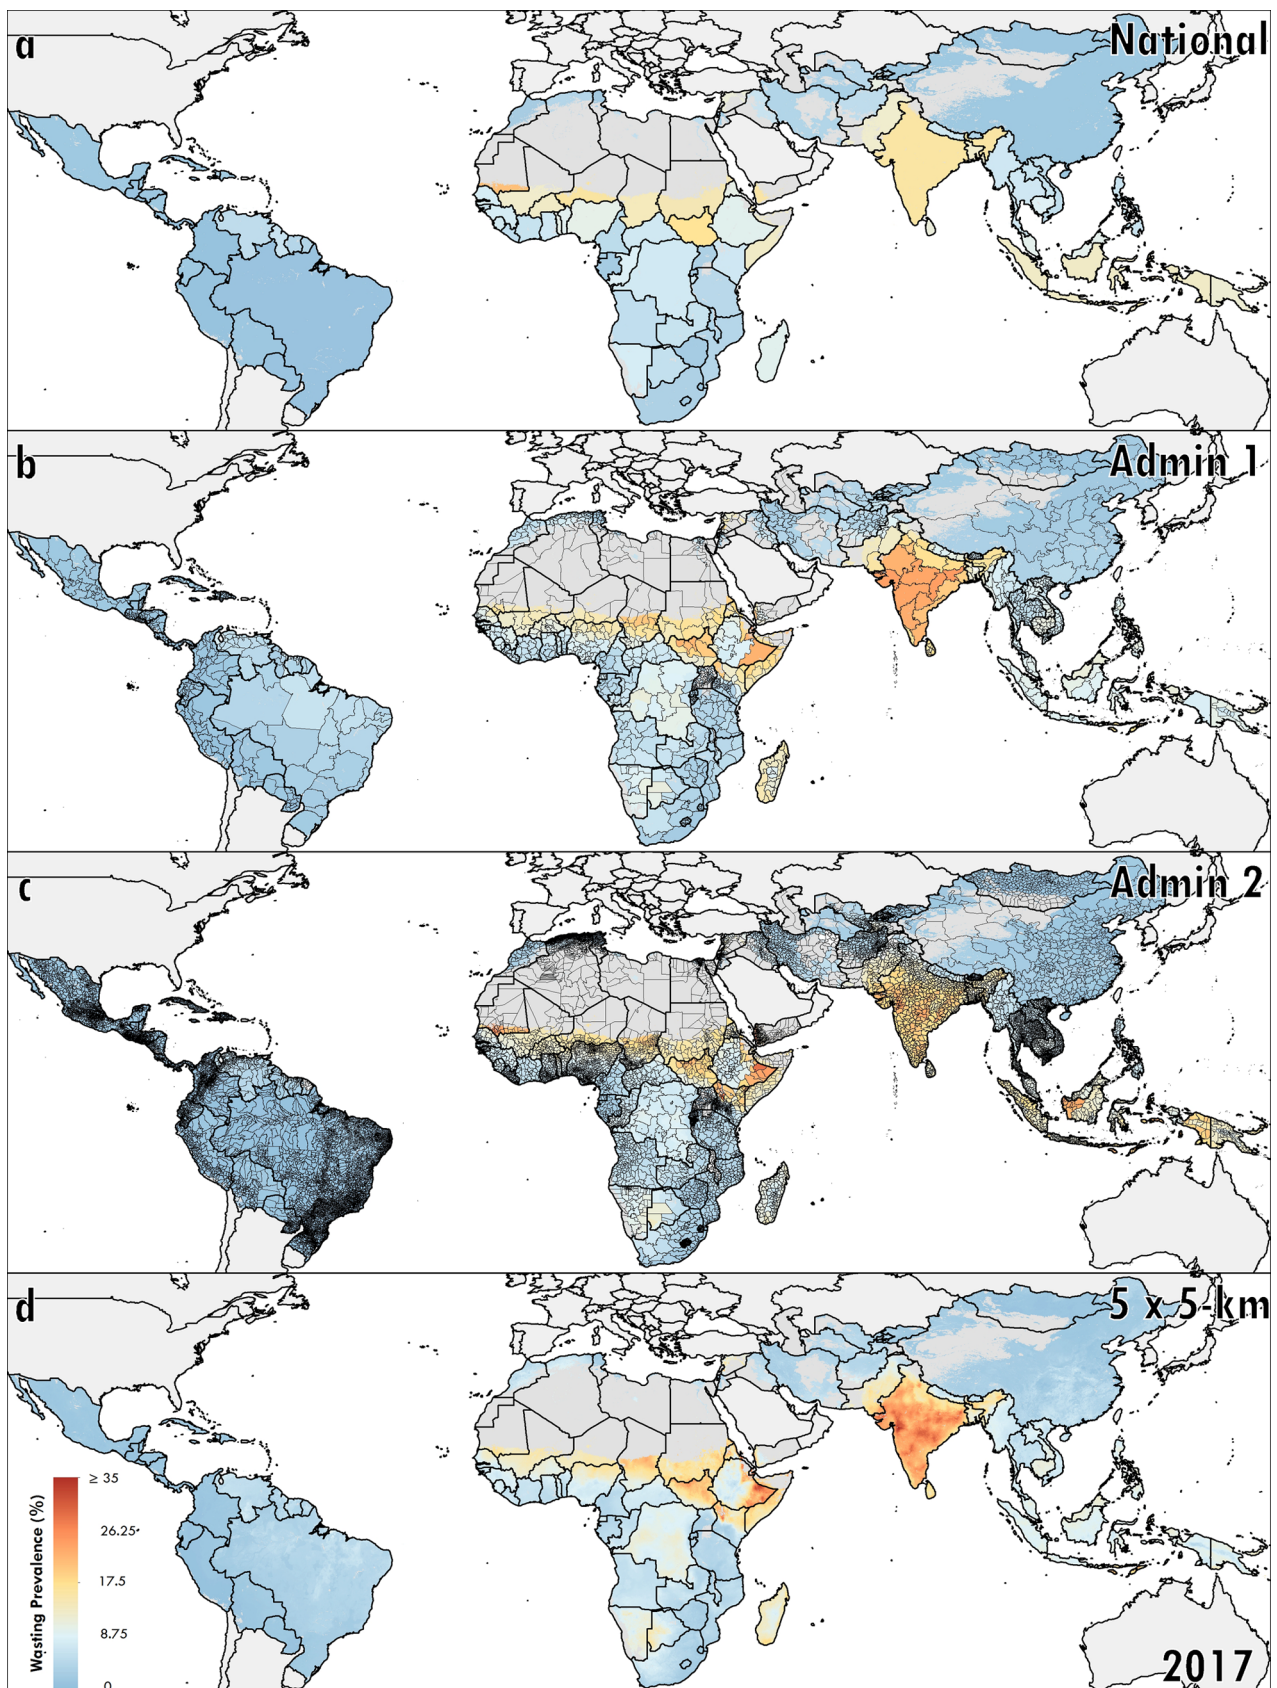 a
National
b
Admin 1
c
Admin 2
d
5 x 5-km
≥ 35
26.25
17.5
8.75
0
Wasting Prevalence (%)
2017